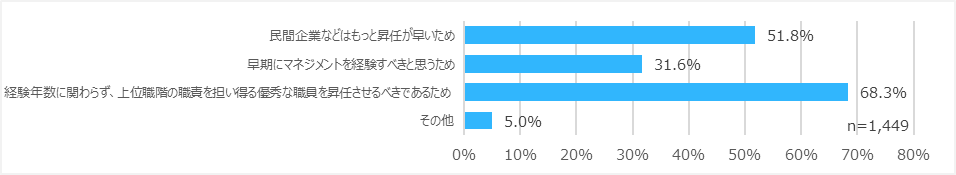 民間企業などはもっと昇任が早いため 51.8%
早期にマネジメントを経験すべきと思うため 31.6%
経験年数に関わらず、上位職階の職責を担い得る優秀な職員を昇任させるべきであるため 68.3%
その他 5.0%
n=1,449
0% 10% 20% 30% 40% 50% 60% 70% 80%